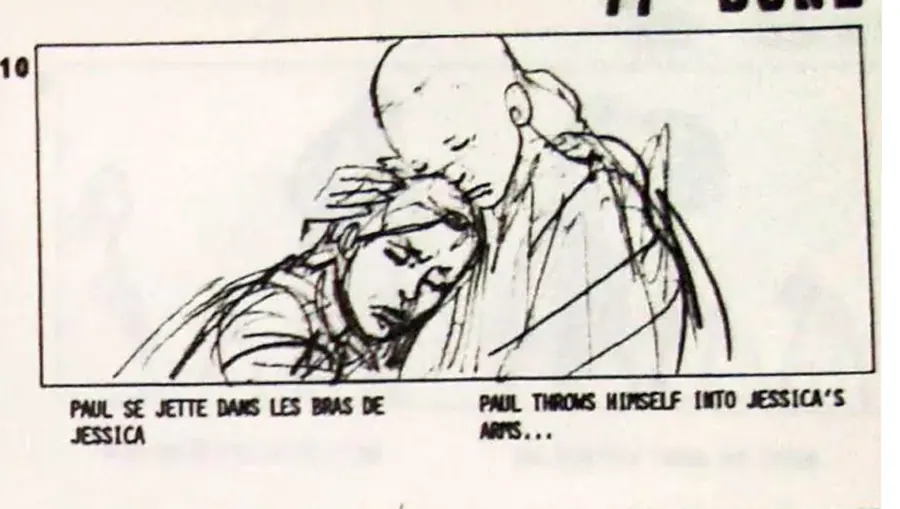 10
PAUL SE JETTE DANS LES BRAS DE
JESSICA
PAUL THROWS HIMSELF INTO JESSICA'S
ARMS...